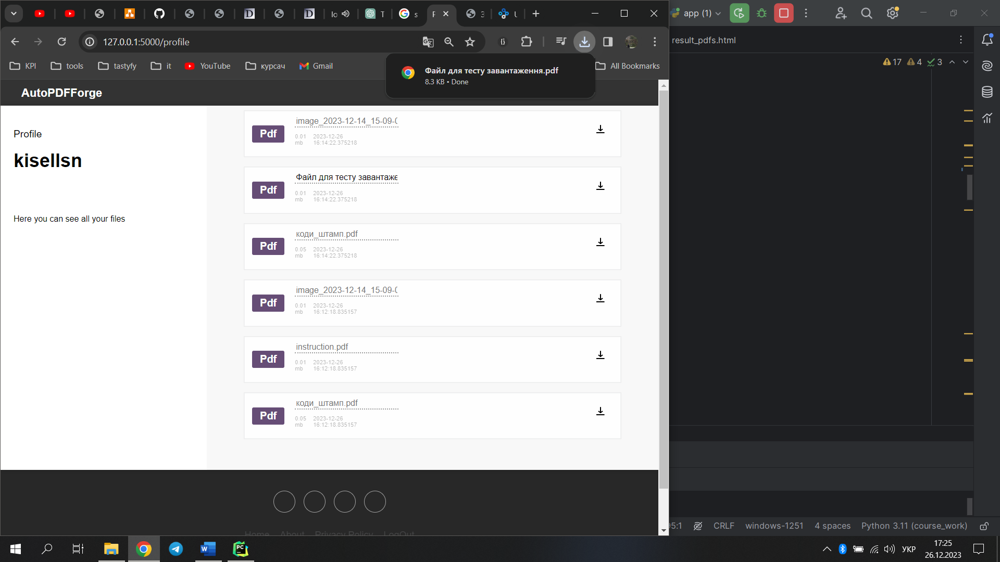 T
s
P
З
app (1)
127.0.0.1:5000/profile
result_pdfs.html
KPI
tools
tastyfy
it
YouTube
курсач
Gmail
All Bookmarks
17
4
3
Файл для тесту завантаження.pdf
8.3 KB • Done
AutoPDFForge
Profile
kisellsn
Here you can see all your files
Pdf
image_2023-12-14_15-09-0
0.01 mb
2023-12-26 16:14:22.375218
Pdf
Файл для тесту завантаже
0.01 mb
2023-12-26 16:14:22.375218
Pdf
коди_штамп.pdf
0.05 mb
2023-12-26 16:14:22.375218
Pdf
image_2023-12-14_15-09-0
0.01 mb
2023-12-26 16:12:18.835157
Pdf
instruction.pdf
0.01 mb
2023-12-26 16:12:18.835157
Pdf
коди_штамп.pdf
0.05 mb
2023-12-26 16:12:18.835157
Home
About
Privacy Policy
LogOut
95:1
CRLF
windows-1251
4 spaces
Python 3.11 (course_work)
УКР
17:25
26.12.2023